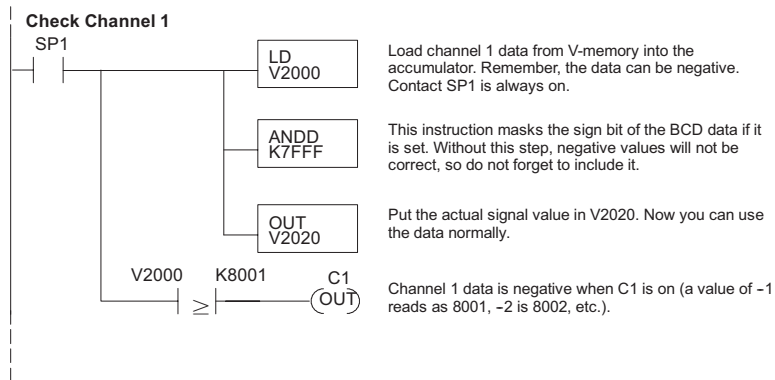 Check Channel 1
SP1
LD
V2000
Load channel 1 data from V-memory into the
accumulator. Remember, the data can be negative.
Contact SP1 is always on.
ANDD
K7FFF
This instruction masks the sign bit of the BCD data if it
is set. Without this step, negative values will not be
correct, so do not forget to include it.
OUT
V2020
Put the actual signal value in V2020. Now you can use
the data normally.
V2000 K8001 C1
≥ OUT
Channel 1 data is negative when C1 is on (a value of -1
reads as 8001, -2 is 8002, etc.).